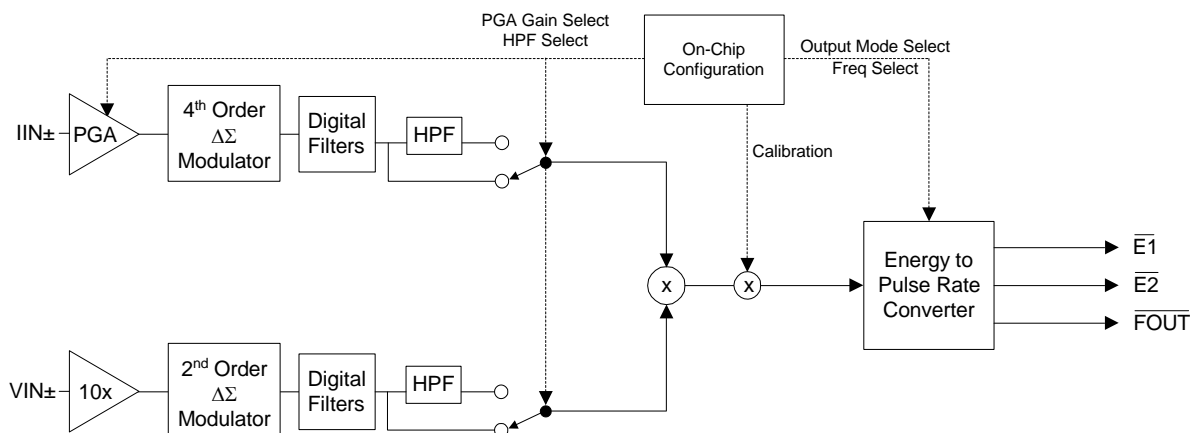 PGA Gain Select
HPF Select
On-Chip
Configuration
Output Mode Select
Freq Select
IIN±
PGA
4th Order
ΔΣ
Modulator
Digital
Filters
HPF
Calibration
x
x
Energy to
Pulse Rate
Converter
E1
E2
FOUT
VIN±
10x
2nd Order
ΔΣ
Modulator
Digital
Filters
HPF